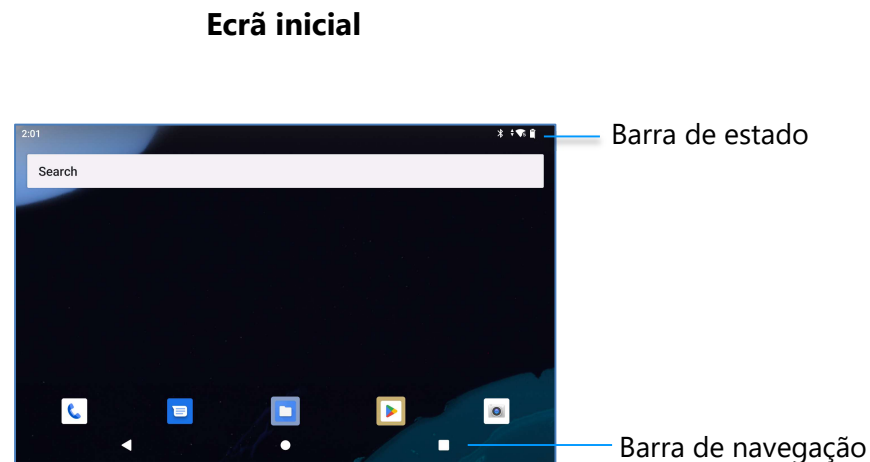 Ecrã inicial
2:01
Barra de estado
Search
Barra de navegação